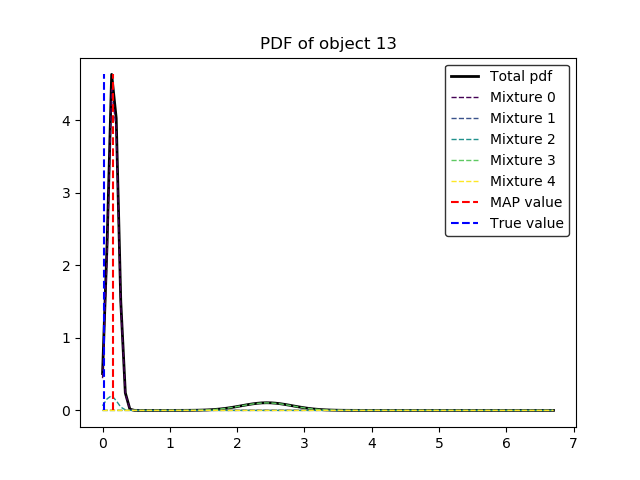 PDF of object 13
Total pdf
Mixture 0
Mixture 1
Mixture 2
Mixture 3
Mixture 4
MAP value
True value
4
3
2
1
0
0 1 2 3 4 5 6 7